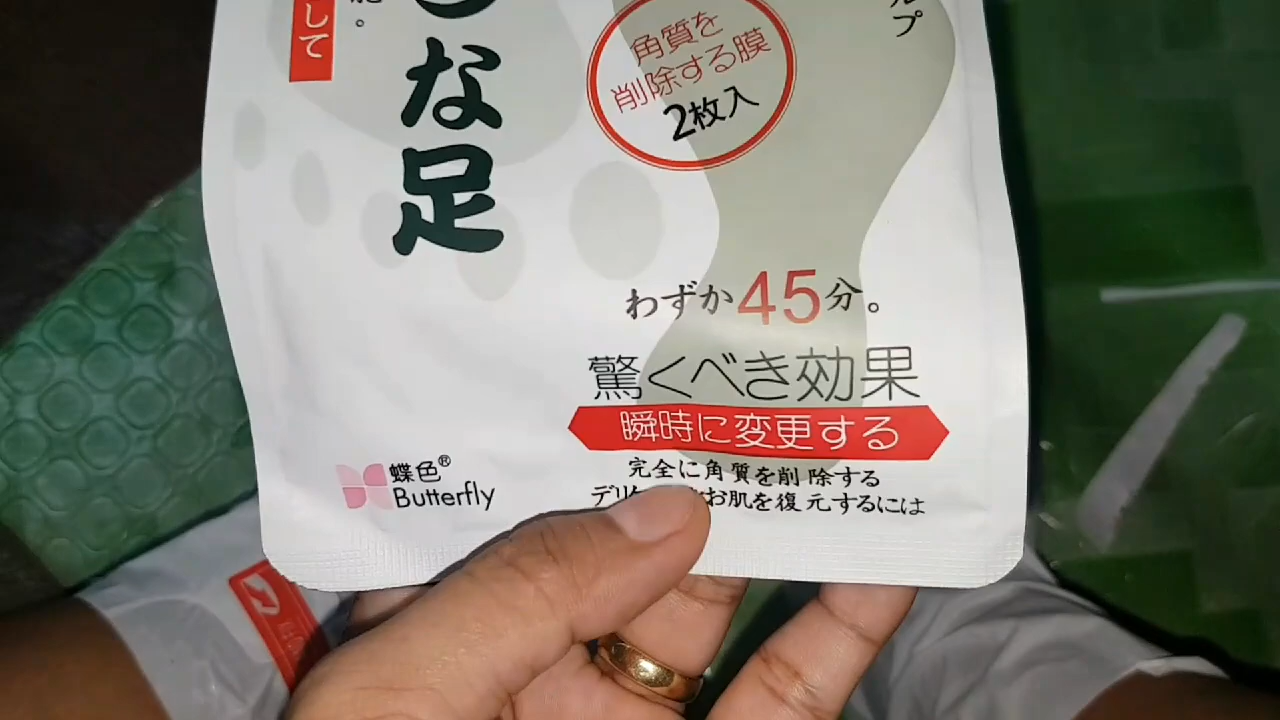 して
な足
角質を
削除する膜
2枚入
わずか45分。
驚くべき効果
瞬時に変更する
完全に角質を削除する
お肌を復元するには
蝶色®
Butterfly